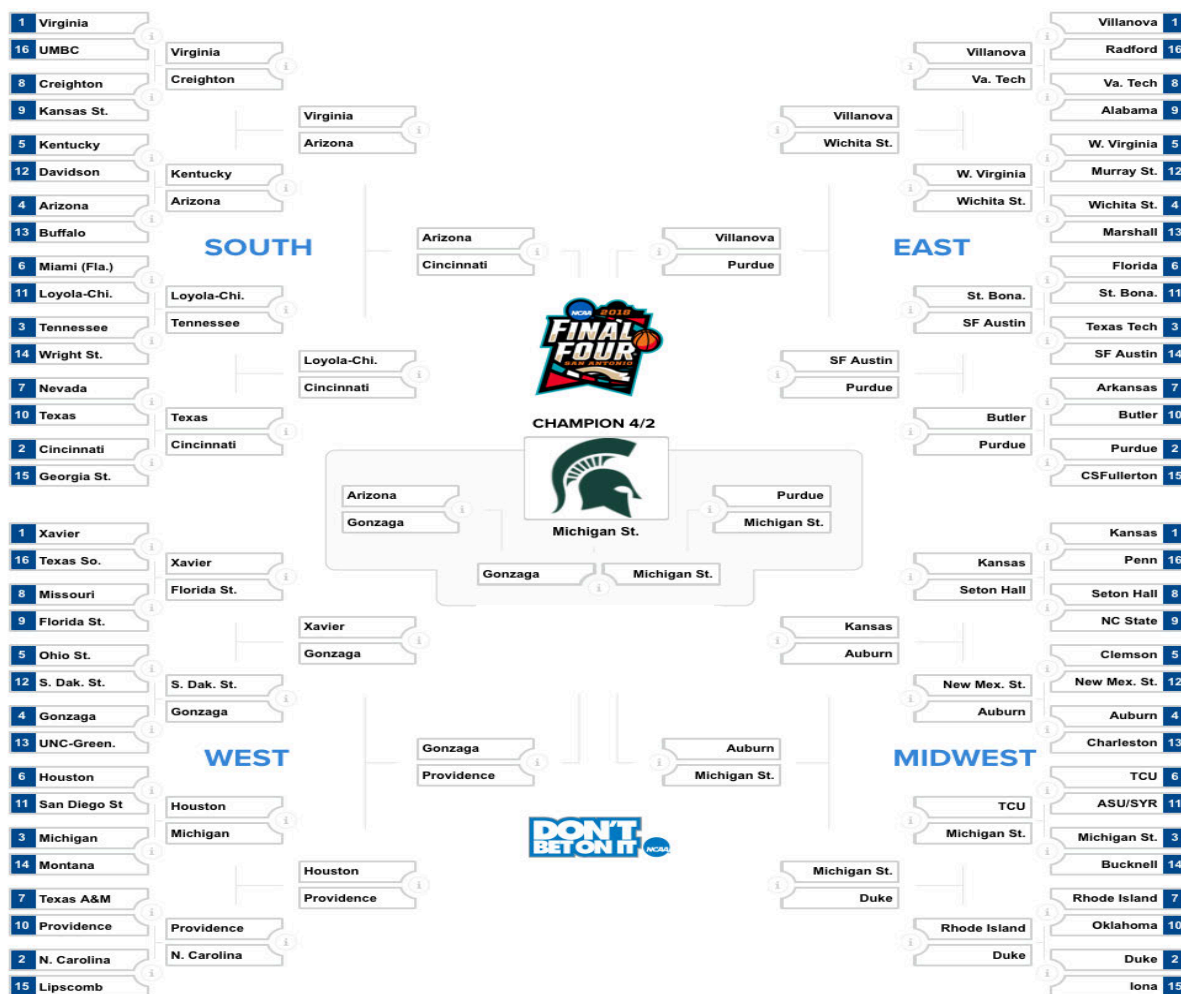 1 Virginia
16 UMBC
8 Creighton
9 Kansas St.
5 Kentucky
12 Davidson
4 Arizona
13 Buffalo
6 Miami (Fla.)
11 Loyola-Chi.
3 Tennessee
14 Wright St.
7 Nevada
10 Texas
2 Cincinnati
15 Georgia St.
Virginia
Creighton
Kentucky
Arizona
Loyola-Chi.
Tennessee
Texas
Cincinnati
Virginia
Arizona
Loyola-Chi.
Cincinnati
Arizona
Cincinnati
SOUTH
1 Xavier
16 Texas So.
8 Missouri
9 Florida St.
5 Ohio St.
12 S. Dak. St.
4 Gonzaga
13 UNC-Green.
6 Houston
11 San Diego St
3 Michigan
14 Montana
7 Texas A&M
10 Providence
2 N. Carolina
15 Lipscomb
Xavier
Florida St.
S. Dak. St.
Gonzaga
Houston
Michigan
Providence
N. Carolina
Xavier
Gonzaga
Houston
Providence
Gonzaga
Providence
WEST
NCAA 2018
FINAL
FOUR
SAN ANTONIO
CHAMPION 4/2
Michigan St.
Arizona
Gonzaga
Purdue
Michigan St.
Gonzaga
Michigan St.
DON'T
BET ON IT
NCAA
Villanova 1
Radford 16
Va. Tech 8
Alabama 9
W. Virginia 5
Murray St. 12
Wichita St. 4
Marshall 13
Florida 6
St. Bona. 11
Texas Tech 3
SF Austin 14
Arkansas 7
Butler 10
Purdue 2
CSFullerton 15
Villanova
Va. Tech
W. Virginia
Wichita St.
St. Bona.
SF Austin
Butler
Purdue
Villanova
Wichita St.
SF Austin
Purdue
Villanova
Purdue
EAST
Kansas 1
Penn 16
Seton Hall 8
NC State 9
Clemson 5
New Mex. St. 12
Auburn 4
Charleston 13
TCU 6
ASU/SYR 11
Michigan St. 3
Bucknell 14
Rhode Island 7
Oklahoma 10
Duke 2
Iona 15
Kansas
Seton Hall
New Mex. St.
Auburn
TCU
Michigan St.
Rhode Island
Duke
Kansas
Auburn
Michigan St.
Duke
Auburn
Michigan St.
MIDWEST